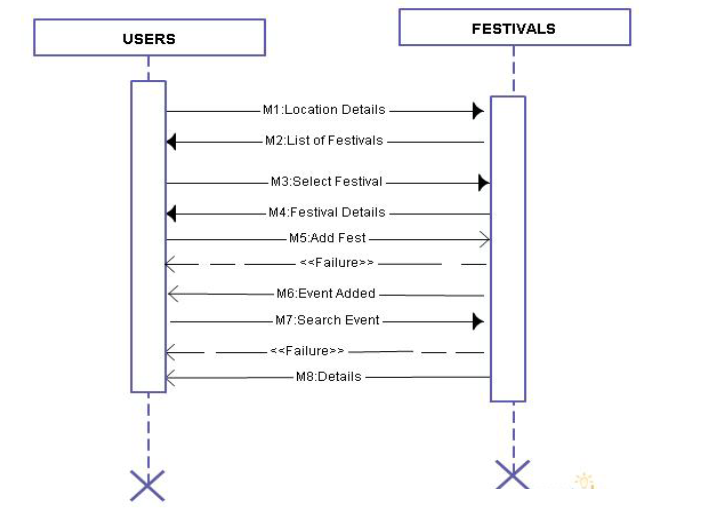 USERS
FESTIVALS
M1:Location Details
M2:List of Festivals
M3:Select Festival
M4:Festival Details
M5:Add Fest
<<Failure>>
M6:Event Added
M7:Search Event
<<Failure>>
M8:Details